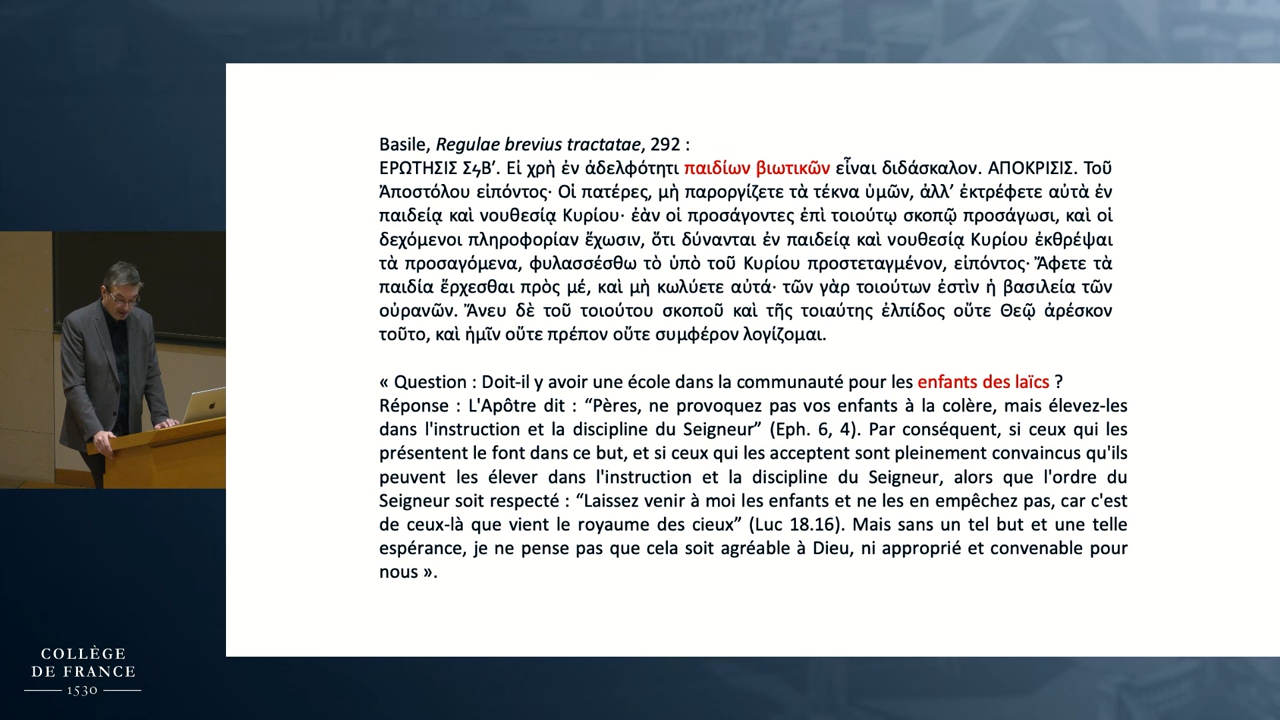 Basile, Regulae brevius tractatae, 292 :
ΕΡΩΤΗΣΙΣ ΣϟΒ’. Εἰ χρὴ ἐν ἀδελφότητι παιδίων βιωτικῶν εἶναι διδάσκαλον. ΑΠΟΚΡΙΣΙΣ. Τοῦ
Ἀποστόλου εἰπόντος· Οἱ πατέρες, μὴ παροργίζετε τὰ τέκνα ὑμῶν, ἀλλ’ ἐκτρέφετε αὐτὰ ἐν
παιδείᾳ καὶ νουθεσίᾳ Κυρίου· ἐὰν οἱ προσάγοντες ἐπὶ τοιούτῳ σκοπῷ προσάγωσι, καὶ οἱ
δεχόμενοι πληροφορίαν ἔχωσιν, ὅτι δύνανται ἐν παιδείᾳ καὶ νουθεσίᾳ Κυρίου ἐκθρέψαι
τὰ προσαγόμενα, φυλασσέσθω τὸ ὑπὸ τοῦ Κυρίου προστεταγμένον, εἰπόντος· Ἄφετε τὰ
παιδία ἔρχεσθαι πρὸς μέ, καὶ μὴ κωλύετε αὐτά· τῶν γὰρ τοιούτων ἐστὶν ἡ βασιλεία τῶν
οὐρανῶν. Ἄνευ δὲ τοῦ τοιούτου σκοποῦ καὶ τῆς τοιαύτης ἐλπίδος οὔτε Θεῷ ἀρέσκον
τοῦτο, καὶ ἡμῖν οὔτε πρέπον οὔτε συμφέρον λογίζομαι.
« Question : Doit-il y avoir une école dans la communauté pour les enfants des laïcs ?
Réponse : L'Apôtre dit : “Pères, ne provoquez pas vos enfants à la colère, mais élevez-les
dans l'instruction et la discipline du Seigneur” (Eph. 6, 4). Par conséquent, si ceux qui les
présentent le font dans ce but, et si ceux qui les acceptent sont pleinement convaincus qu'ils
peuvent les élever dans l'instruction et la discipline du Seigneur, alors que l'ordre du
Seigneur soit respecté : “Laissez venir à moi les enfants et ne les en empêchez pas, car c'est
de ceux-là que vient le royaume des cieux” (Luc 18.16). Mais sans un tel but et une telle
espérance, je ne pense pas que cela soit agréable à Dieu, ni approprié et convenable pour
nous ».
COLLÈGE
DE FRANCE
1530